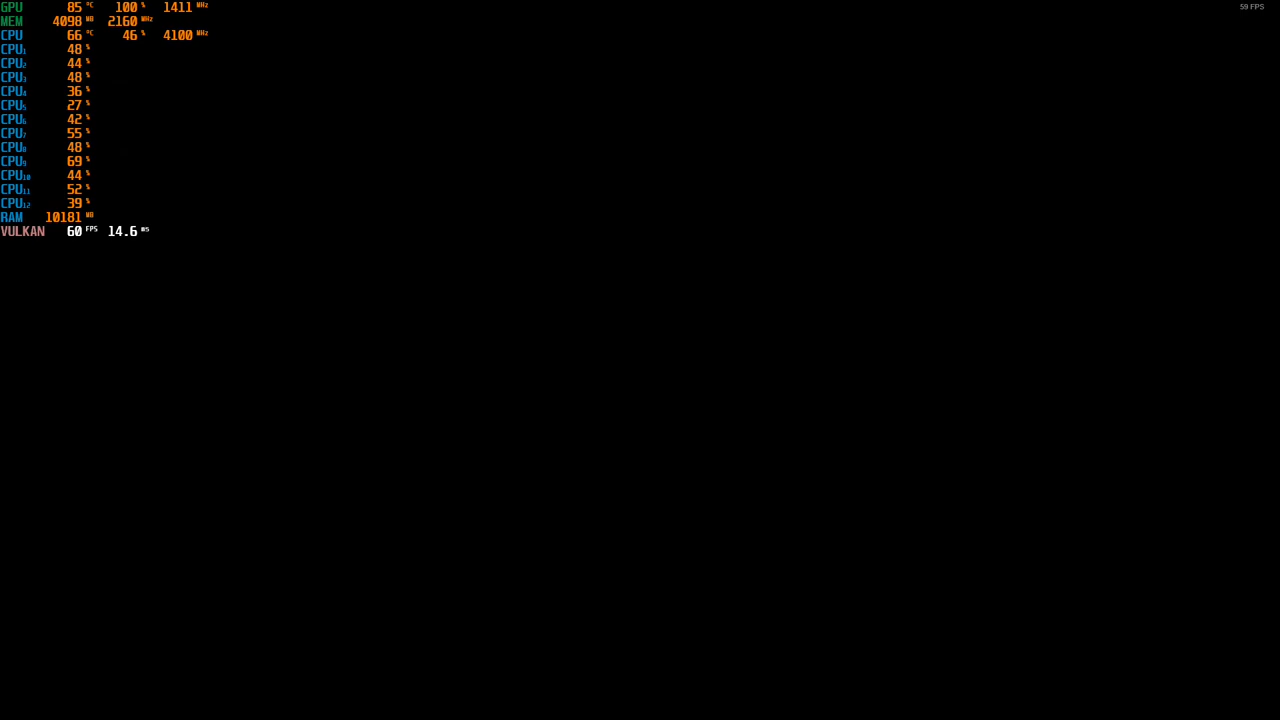 GPU 85 °C 100 % 1411 MHz
59 FPS
MEM 4098 MB 2160 MHz
CPU 66 °C 46 % 4100 MHz
CPU1 48 %
CPU2 44 %
CPU3 48 %
CPU4 36 %
CPU5 27 %
CPU6 42 %
CPU7 55 %
CPU8 48 %
CPU9 69 %
CPU10 44 %
CPU11 52 %
CPU12 39 %
RAM 10181 MB
VULKAN 60 FPS 14.6 ms